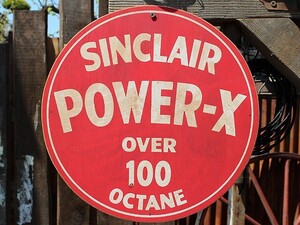 SINCLAIR
POWER-X
OVER
100
OCTANE